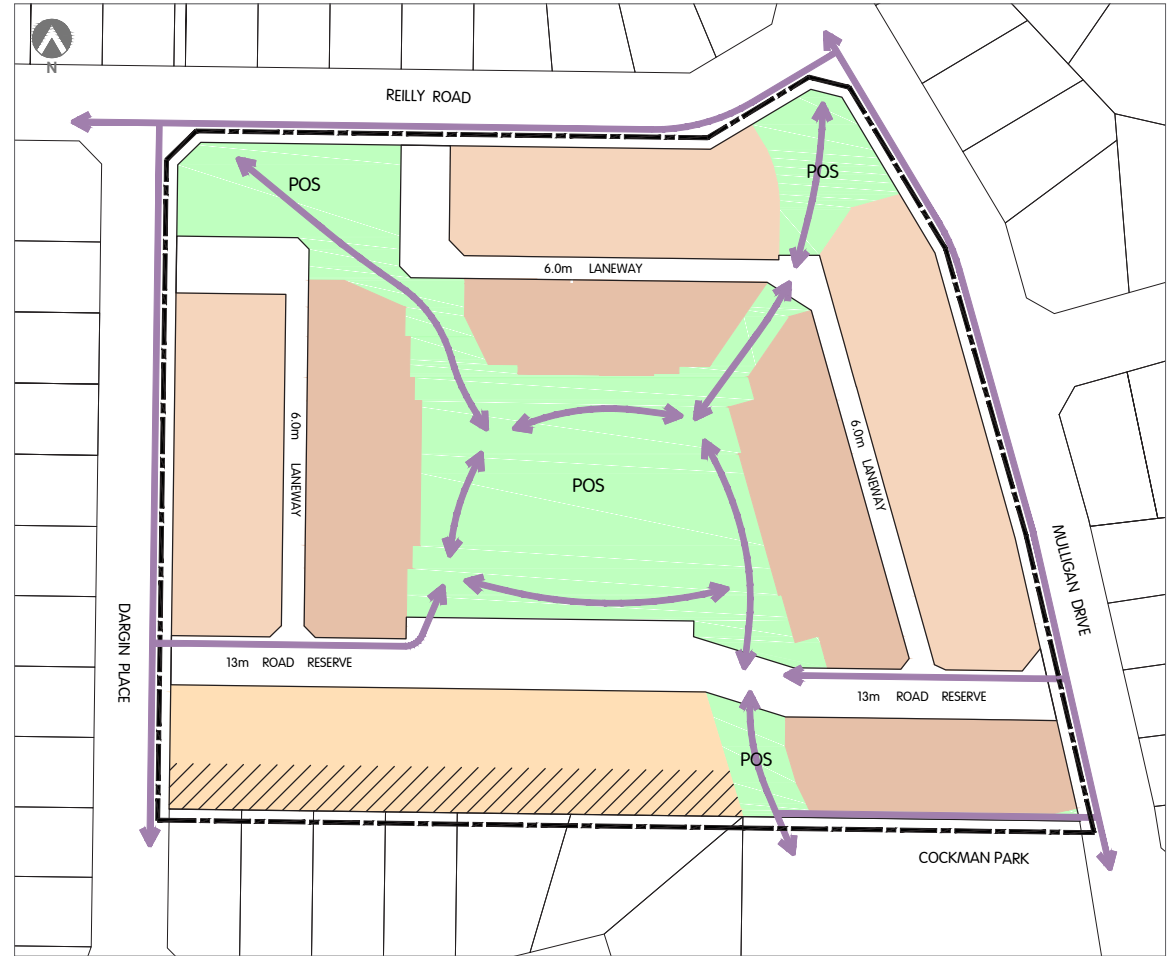 N
REILLY ROAD
POS
POS
6.0m LANEWAY
6.0m LANEWAY
6.0m LANEWAY
POS
MULLIGAN DRIVE
DARGIN PLACE
13m ROAD RESERVE
13m ROAD RESERVE
POS
COCKMAN PARK